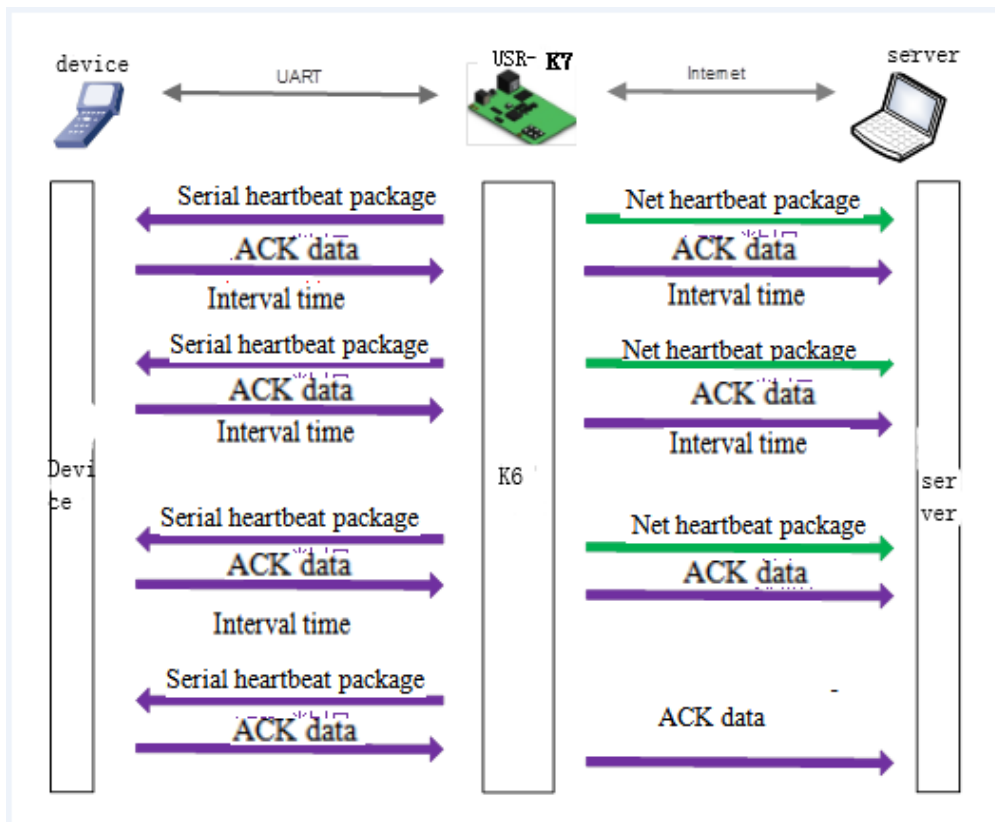 device
UART
USR- K7
Internet
server
Serial heartbeat package
Net heartbeat package
ACK data
ACK data
Interval time
Interval time
Serial heartbeat package
Net heartbeat package
ACK data
ACK data
Interval time
Interval time
Devi
ce
K6
ser
ver
Serial heartbeat package
Net heartbeat package
ACK data
ACK data
Interval time
Serial heartbeat package
ACK data
ACK data